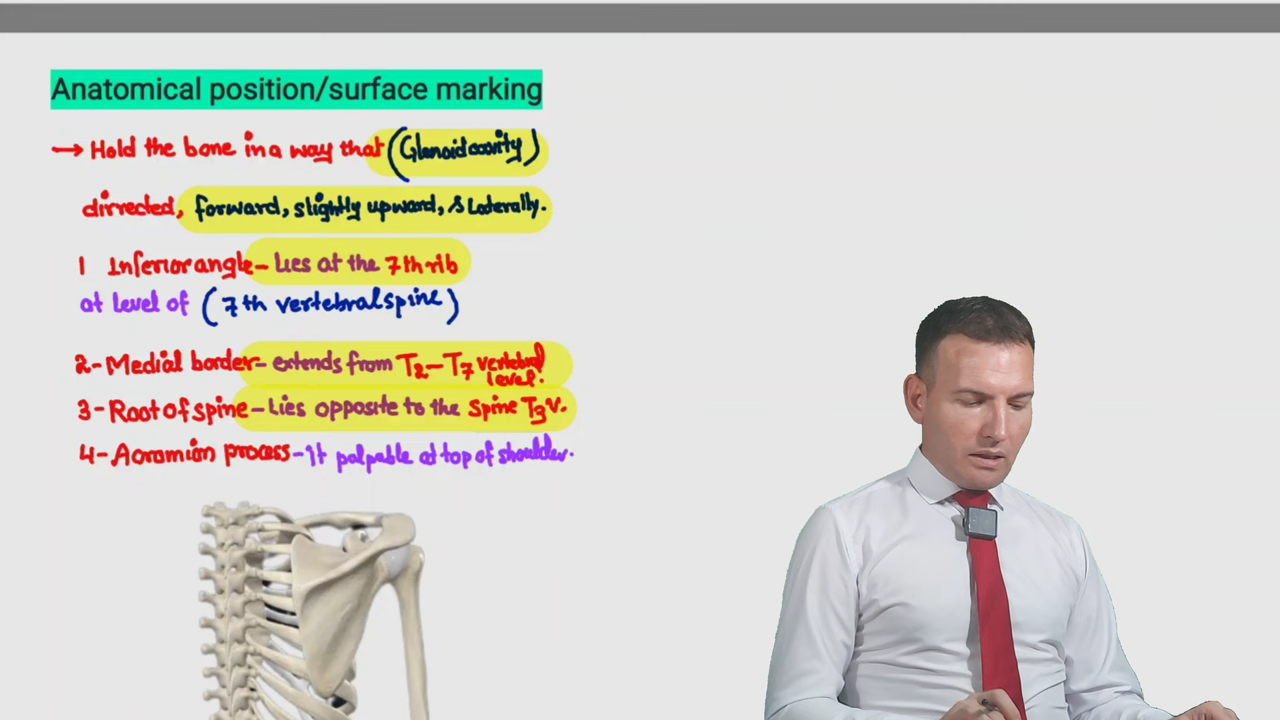 Anatomical position/surface marking
→ Hold the bone in a way that (Glenoid cavity)
dirrected, forward, slightly upward, & Laterally.
1 Inferior angle - Lies at the 7th rib
at level of (7th vertebral spine)
2- Medial border - extends from T2 - T7 vertebral
level.
3- Root of spine - Lies opposite to the spine T3 V.
4- Acromian process - It palpable at top of shoulder.